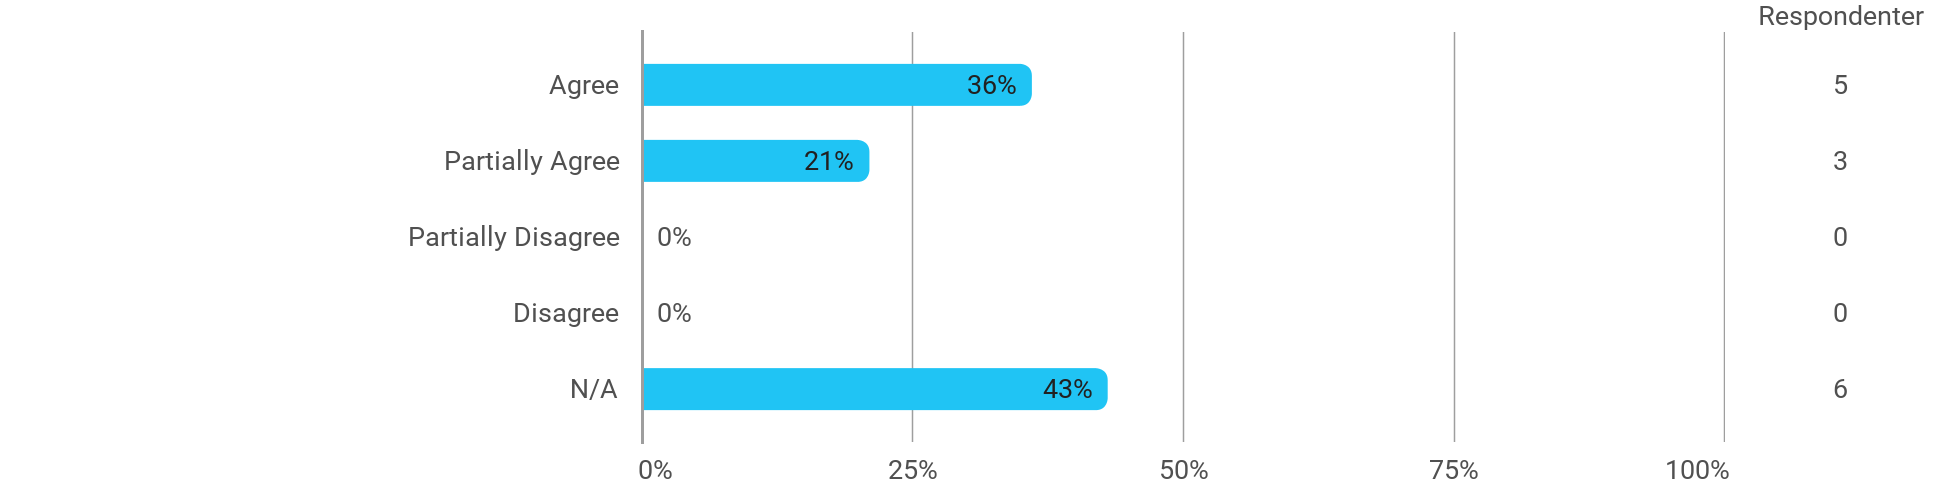 Respondenter
Agree 36% 5
Partially Agree 21% 3
Partially Disagree 0% 0
Disagree 0% 0
N/A 43% 6
0% 25% 50% 75% 100%